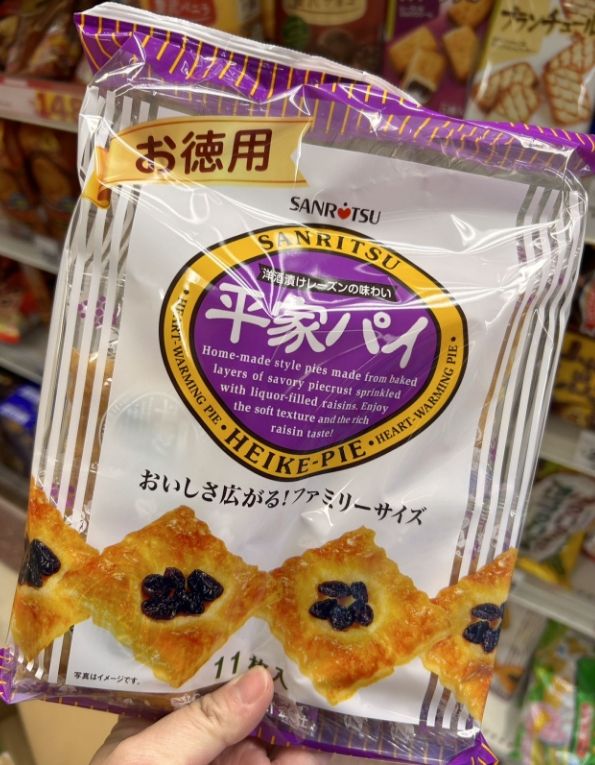 お徳用
SANRITSU
SANRITSU
洋酒漬けレーズンの味わい
平家パイ
Home-made style pies made from baked
layers of savory piecrust sprinkled
with liquor-filled raisins. Enjoy
the soft texture and the rich
raisin taste!
• HEART-WARMING PIE • HEIKE-PIE • HEART-WARMING PIE •
おいしさ広がる!ファミリーサイズ
11枚入
写真はイメージです。